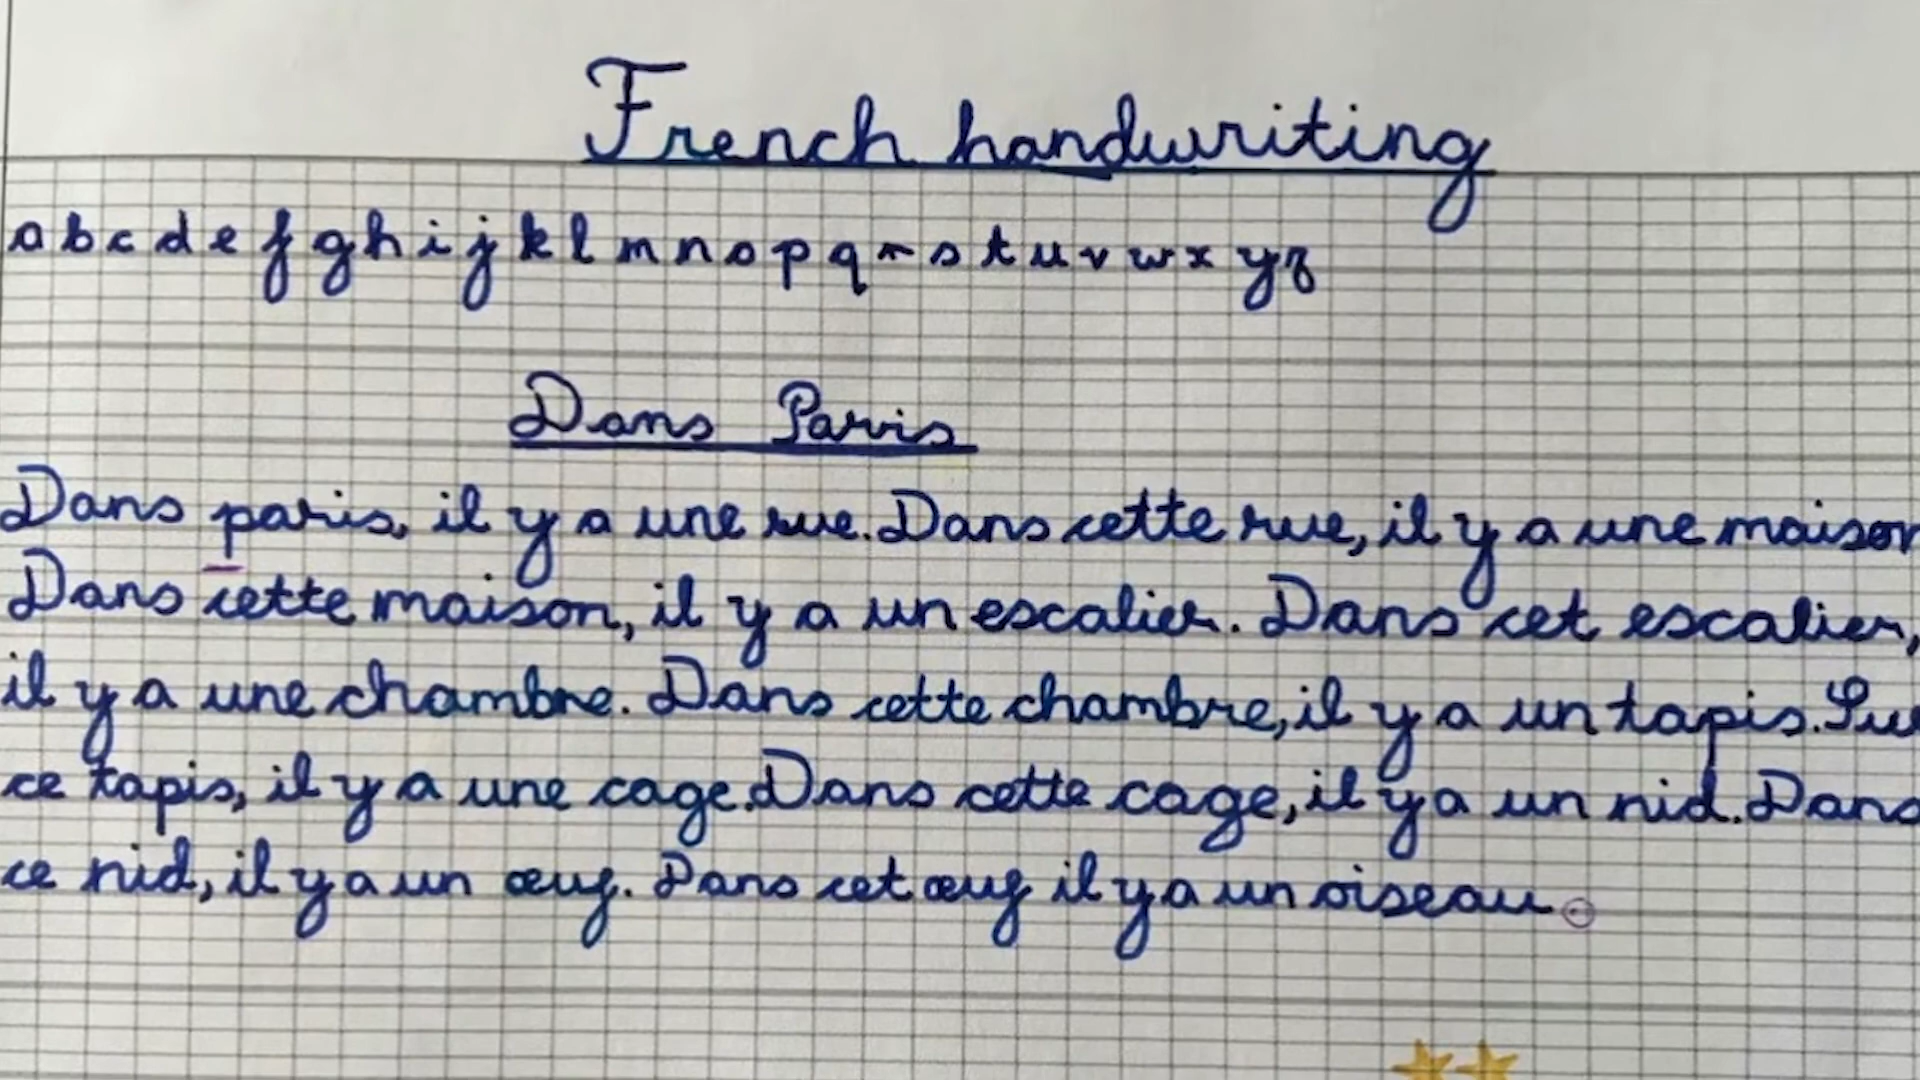 French handwriting
a b c d e f g h i j k l m n o p q r s t u v w x y z
Dans Paris
Dans paris, il y a une rue. Dans cette rue, il y a une maison
Dans cette maison, il y a un escalier. Dans cet escalier,
il y a une chambre. Dans cette chambre, il y a un tapis. Sur
ce tapis, il y a une cage. Dans cette cage, il y a un nid. Dans
ce nid, il y a un œuf. Dans cet œuf il y a un oiseau.